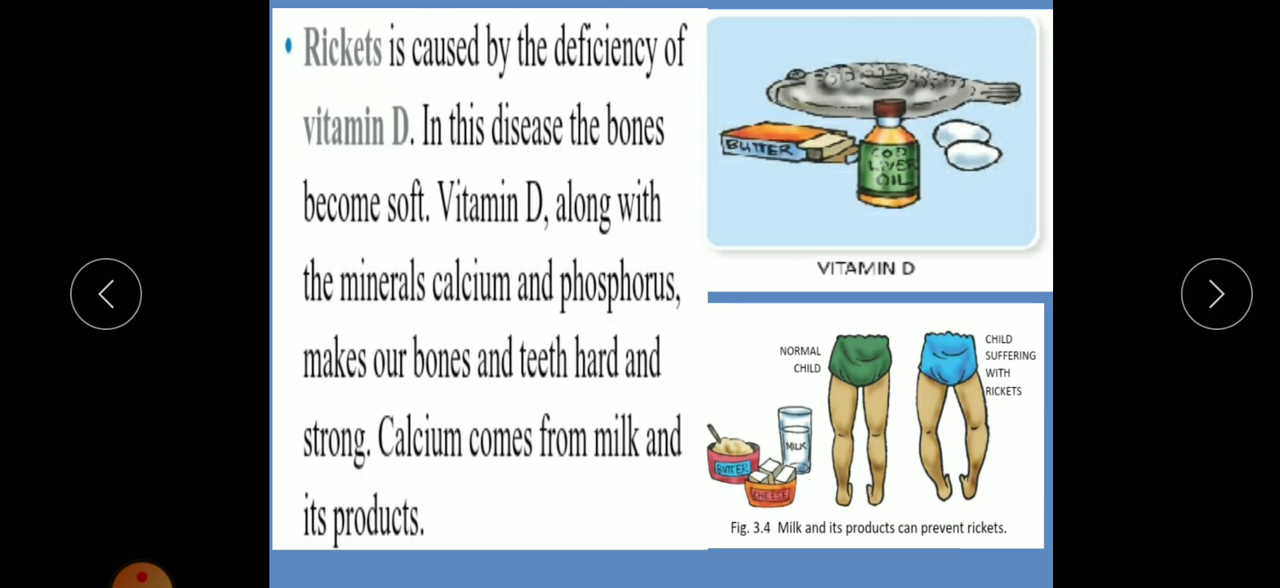 • Rickets is caused by the deficiency of
vitamin D. In this disease the bones
become soft. Vitamin D, along with
the minerals calcium and phosphorus,
makes our bones and teeth hard and
strong. Calcium comes from milk and
its products.
BUTTER
COD
LIVER
OIL
VITAMIN D
NORMAL
CHILD
CHILD
SUFFERING
WITH
RICKETS
MILK
BUTTER
CHEESE
Fig. 3.4 Milk and its products can prevent rickets.